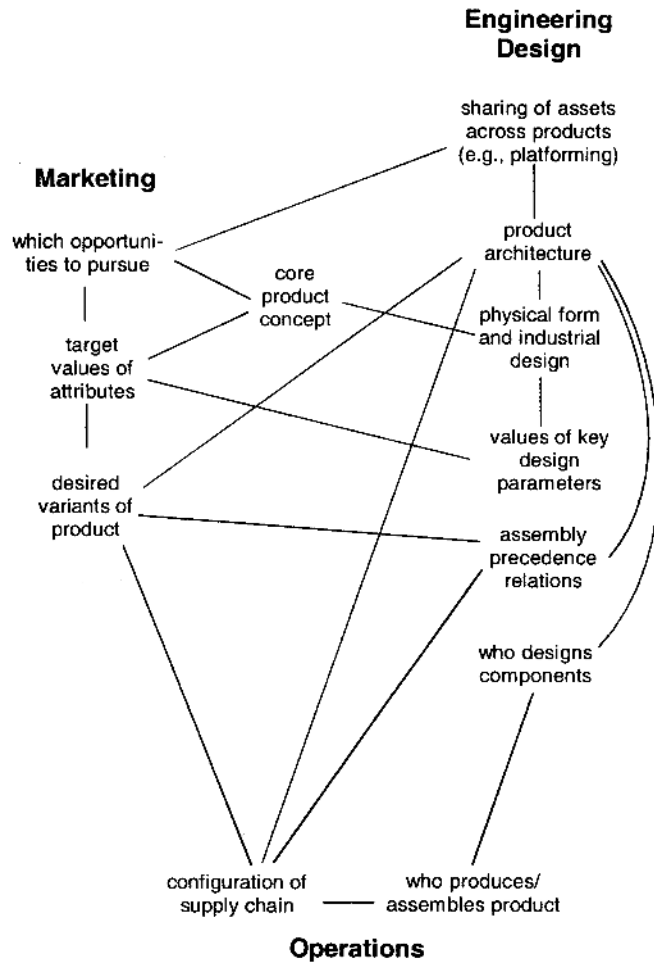 Engineering
Design
sharing of assets
across products
(e.g., platforming)
Marketing
which opportuni-
ties to pursue
product
architecture
core
product
concept
physical form
and industrial
design
target
values of
attributes
values of key
design
parameters
desired
variants of
product
assembly
precedence
relations
who designs
components
configuration of
supply chain
who produces/
assembles product
Operations